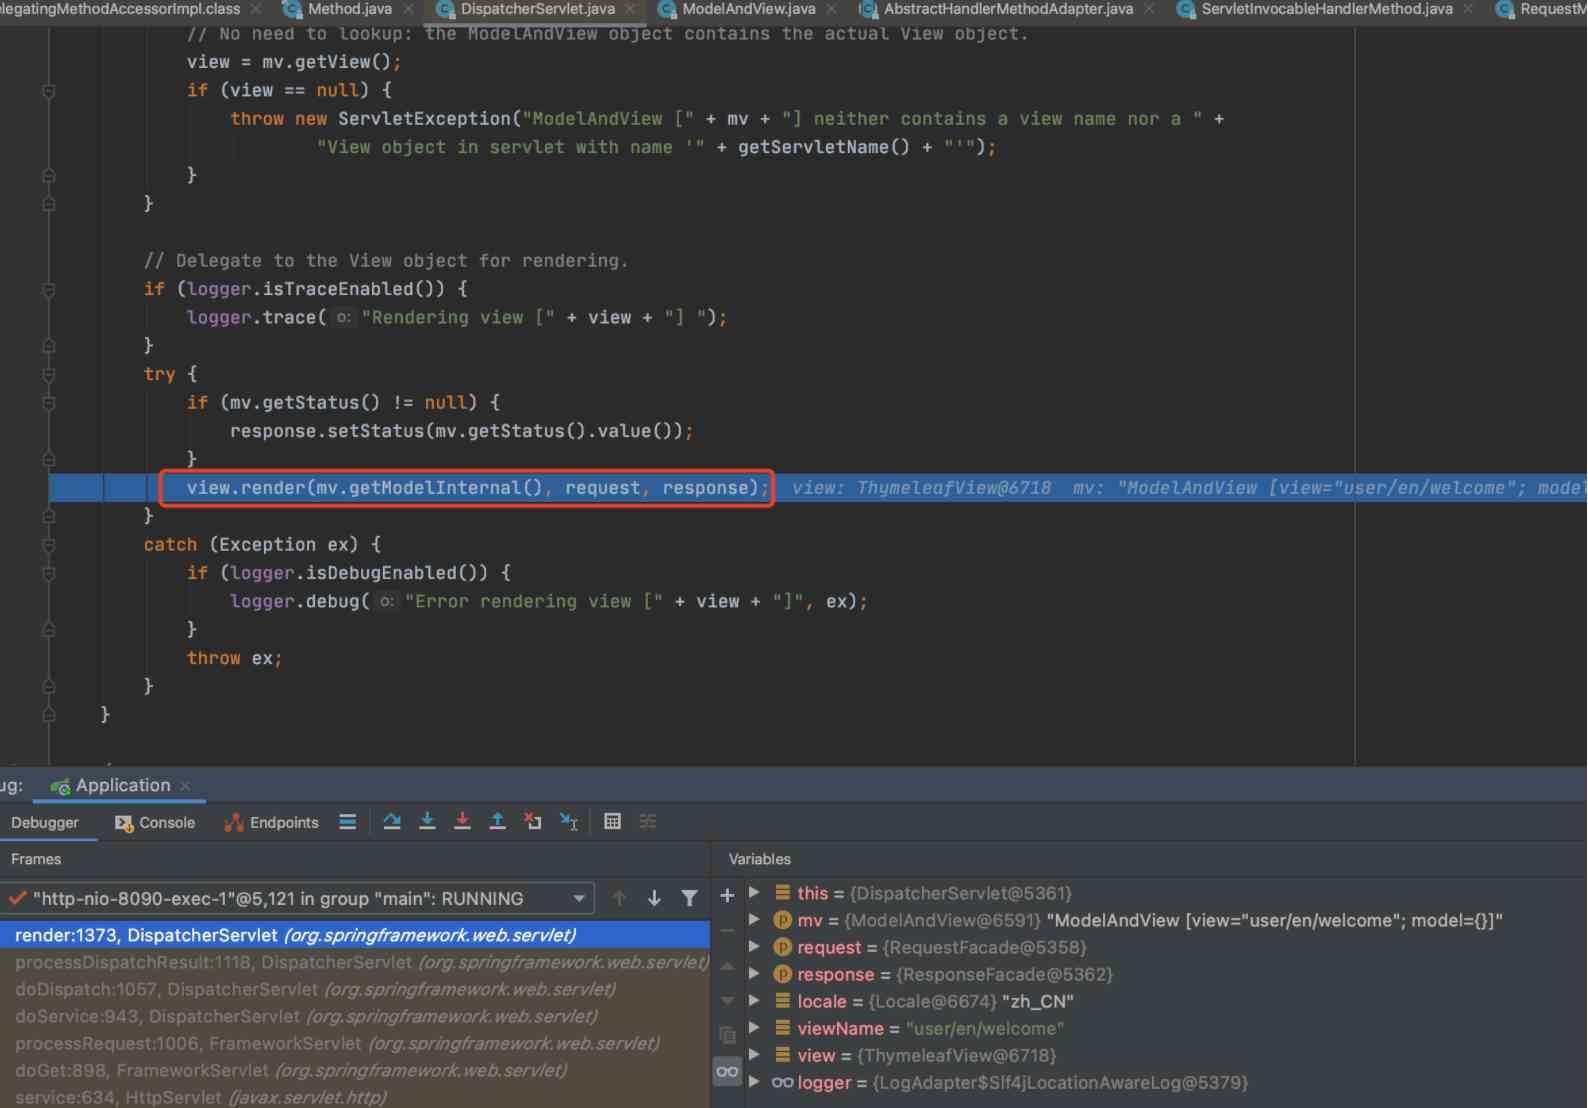 elegatingMethodAccessorImpl.class Method.java DispatcherServlet.java ModelAndView.java AbstractHandlerMethodAdapter.java ServletInvocableHandlerMethod.java RequestM
// No need to lookup: the ModelAndView object contains the actual View object.
view = mv.getView();
if (view == null) {
throw new ServletException("ModelAndView [" + mv + "] neither contains a view name nor a " +
"View object in servlet with name '" + getServletName() + "'");
}
}
// Delegate to the View object for rendering.
if (logger.isTraceEnabled()) {
logger.trace( o: "Rendering view [" + view + "] ");
}
try {
if (mv.getStatus() != null) {
response.setStatus(mv.getStatus().value());
}
view.render(mv.getModelInternal(), request, response); view: ThymeleafView@6718 mv: "ModelAndView [view="user/en/welcome"; model
}
catch (Exception ex) {
if (logger.isDebugEnabled()) {
logger.debug( o: "Error rendering view [" + view + "]", ex);
}
throw ex;
}
}
ug: Application
Debugger Console Endpoints
Frames
"http-nio-8090-exec-1"@5,121 in group "main": RUNNING
render:1373, DispatcherServlet (org.springframework.web.servlet)
processDispatchResult:1118, DispatcherServlet (org.springframework.web.servlet)
doDispatch:1057, DispatcherServlet (org.springframework.web.servlet)
doService:943, DispatcherServlet (org.springframework.web.servlet)
processRequest:1006, FrameworkServlet (org.springframework.web.servlet)
doGet:898, FrameworkServlet (org.springframework.web.servlet)
service:634, HttpServlet (javax.servlet.http)
Variables
this = {DispatcherServlet@5361}
mv = {ModelAndView@6591} "ModelAndView [view="user/en/welcome"; model={}]"
request = {RequestFacade@5358}
response = {ResponseFacade@5362}
locale = {Locale@6674} "zh_CN"
viewName = "user/en/welcome"
view = {ThymeleafView@6718}
logger = {LogAdapter$Slf4jLocationAwareLog@5379}